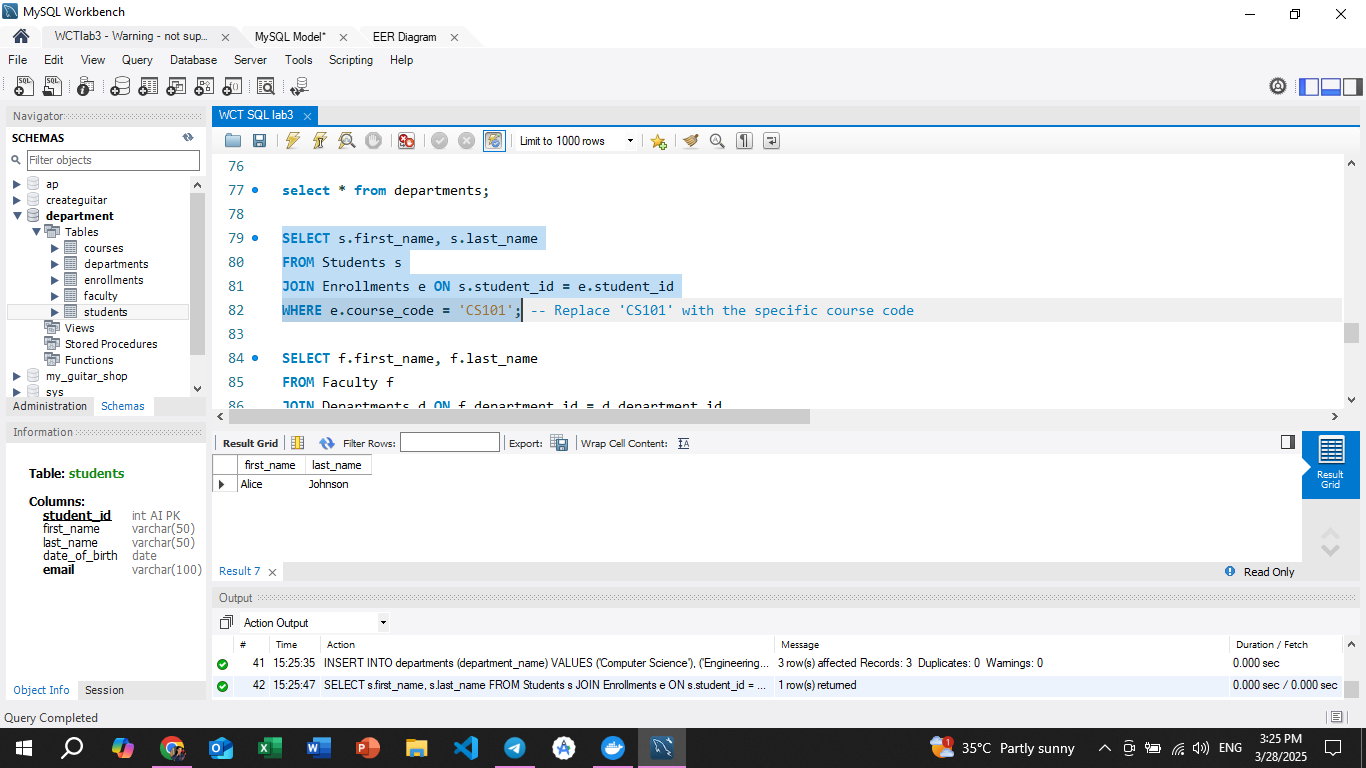 MySQL Workbench
WCTlab3 - Warning - not sup...
MySQL Model*
EER Diagram
File Edit View Query Database Server Tools Scripting Help
Navigator
SCHEMAS
Filter objects
ap
createguitar
department
Tables
courses
departments
enrollments
faculty
students
Views
Stored Procedures
Functions
my_guitar_shop
sys
Administration Schemas
Information
Table: students
Columns:
student_id int AI PK
first_name varchar(50)
last_name varchar(50)
date_of_birth date
email varchar(100)
Object Info Session
WCT SQL lab3
Limit to 1000 rows
76
77 select * from departments;
78
79 SELECT s.first_name, s.last_name
80 FROM Students s
81 JOIN Enrollments e ON s.student_id = e.student_id
82 WHERE e.course_code = 'CS101'; -- Replace 'CS101' with the specific course code
83
84 SELECT f.first_name, f.last_name
85 FROM Faculty f
86 JOIN Departments d ON f.department_id = d.department_id
Result Grid Filter Rows: Export: Wrap Cell Content:
first_name last_name
Alice Johnson
Result Grid
Result 7
Read Only
Output
Action Output
# Time Action Message Duration / Fetch
41 15:25:35 INSERT INTO departments (department_name) VALUES ('Computer Science'), ('Engineering... 3 row(s) affected Records: 3 Duplicates: 0 Warnings: 0 0.000 sec
42 15:25:47 SELECT s.first_name, s.last_name FROM Students s JOIN Enrollments e ON s.student_id = ... 1 row(s) returned 0.000 sec / 0.000 sec
Query Completed
1
35°C Partly sunny
ENG
3:25 PM
3/28/2025